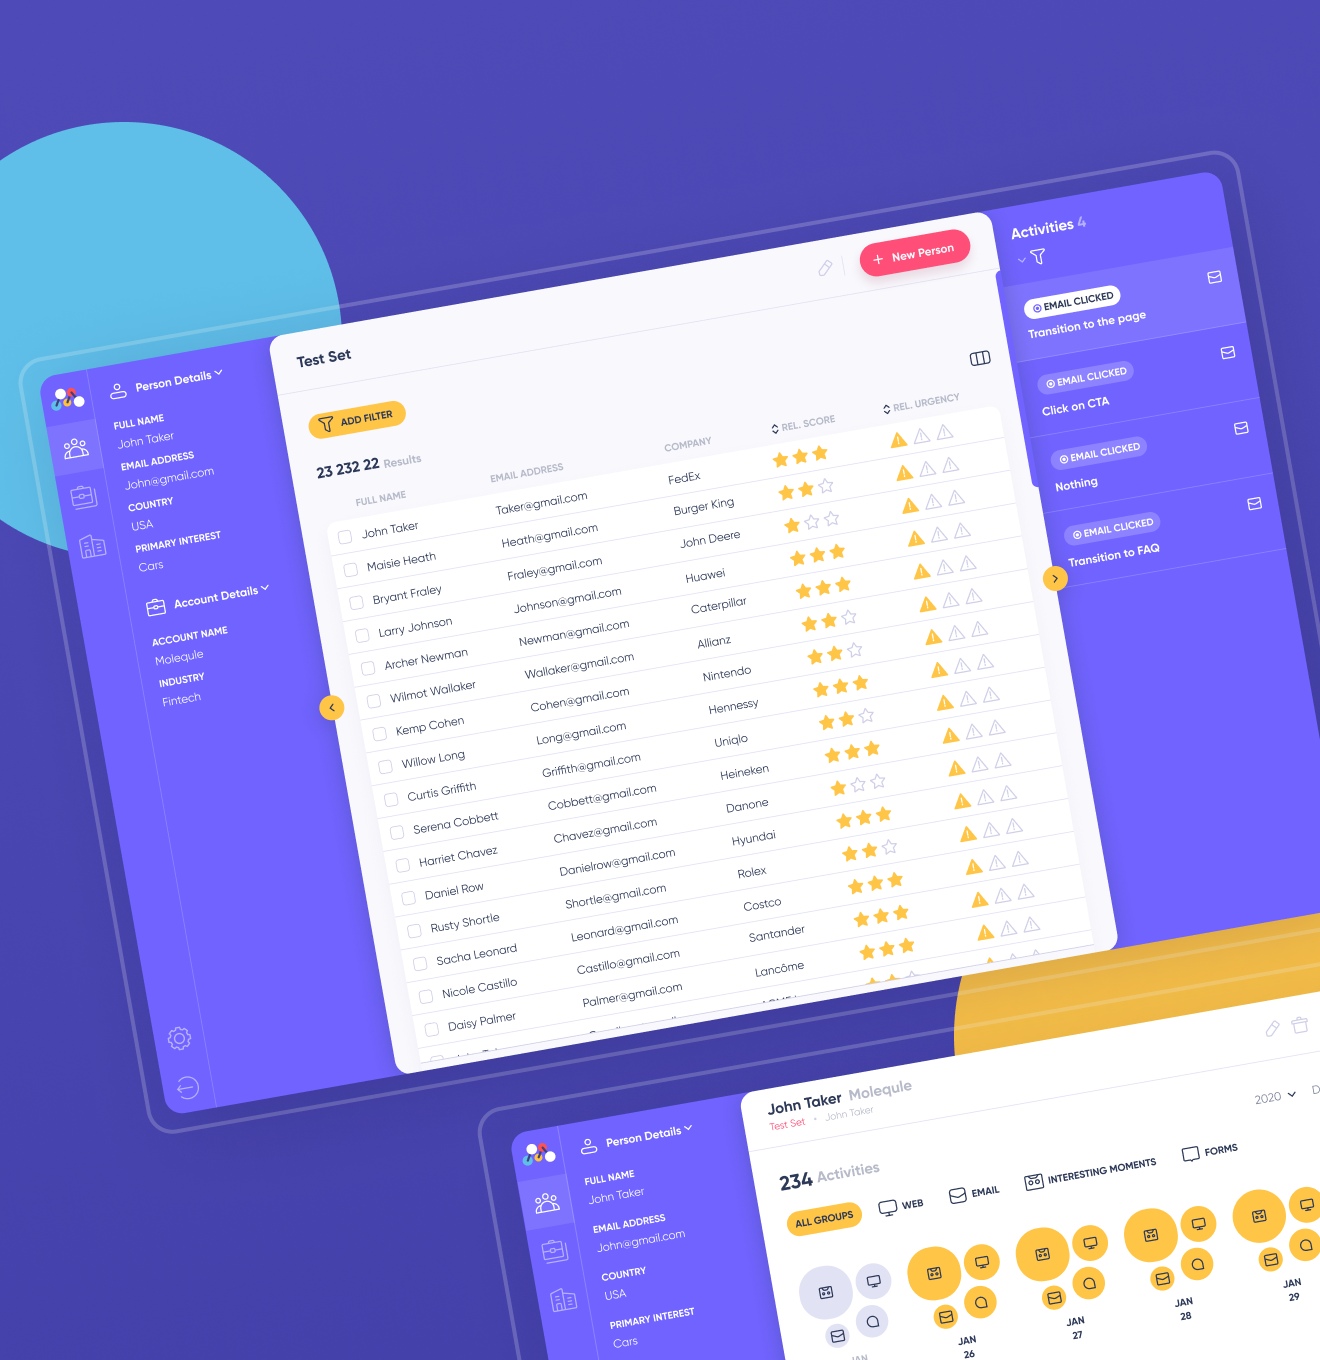 Person Details
FULL NAME
John Taker
EMAIL ADDRESS
John@gmail.com
COUNTRY
USA
PRIMARY INTEREST
Cars
Account Details
ACCOUNT NAME
Molequle
INDUSTRY
Fintech
Test Set
New Person
ADD FILTER
23 232 22 Results
FULL NAME EMAIL ADDRESS COMPANY REL. SCORE REL. URGENCY
John Taker Taker@gmail.com FedEx
Maisie Heath Heath@gmail.com Burger King
Bryant Fraley Fraley@gmail.com John Deere
Larry Johnson Johnson@gmail.com Huawei
Archer Newman Newman@gmail.com Caterpillar
Wilmot Wallaker Wallaker@gmail.com Allianz
Kemp Cohen Cohen@gmail.com Nintendo
Willow Long Long@gmail.com Hennessy
Curtis Griffith Griffith@gmail.com Uniqlo
Serena Cobbett Cobbett@gmail.com Heineken
Harriet Chavez Chavez@gmail.com Danone
Daniel Row Danielrow@gmail.com Hyundai
Rusty Shortle Shortle@gmail.com Rolex
Sacha Leonard Leonard@gmail.com Costco
Nicole Castillo Castillo@gmail.com Santander
Daisy Palmer Palmer@gmail.com Lancôme
Activities 4
EMAIL CLICKED
Transition to the page
EMAIL CLICKED
Click on CTA
EMAIL CLICKED
Nothing
EMAIL CLICKED
Transition to FAQ
Person Details
FULL NAME
John Taker
EMAIL ADDRESS
John@gmail.com
COUNTRY
USA
PRIMARY INTEREST
Cars
John Taker Molequle
Test Set • John Taker
2020 D
234 Activities
ALL GROUPS WEB EMAIL INTERESTING MOMENTS FORMS
JAN
JAN
26
JAN
27
JAN
28
JAN
29